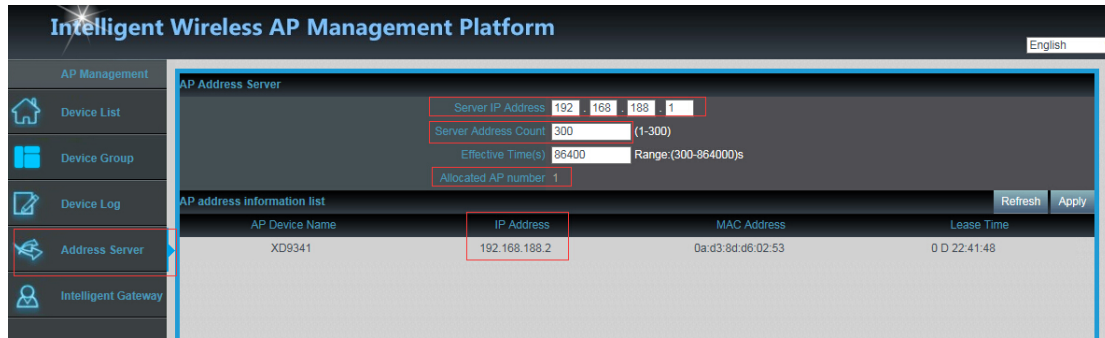 Intelligent Wireless AP Management Platform
English
AP Management
Device List
Device Group
Device Log
Address Server
Intelligent Gateway
AP Address Server
Server IP Address 192 . 168 . 188 . 1
Server Address Count 300 (1-300)
Effective Time(s) 86400 Range:(300-864000)s
Allocated AP number 1
AP address information list Refresh Apply
AP Device Name IP Address MAC Address Lease Time
XD9341 192.168.188.2 0a:d3:8d:d6:02:53 0 D 22:41:48